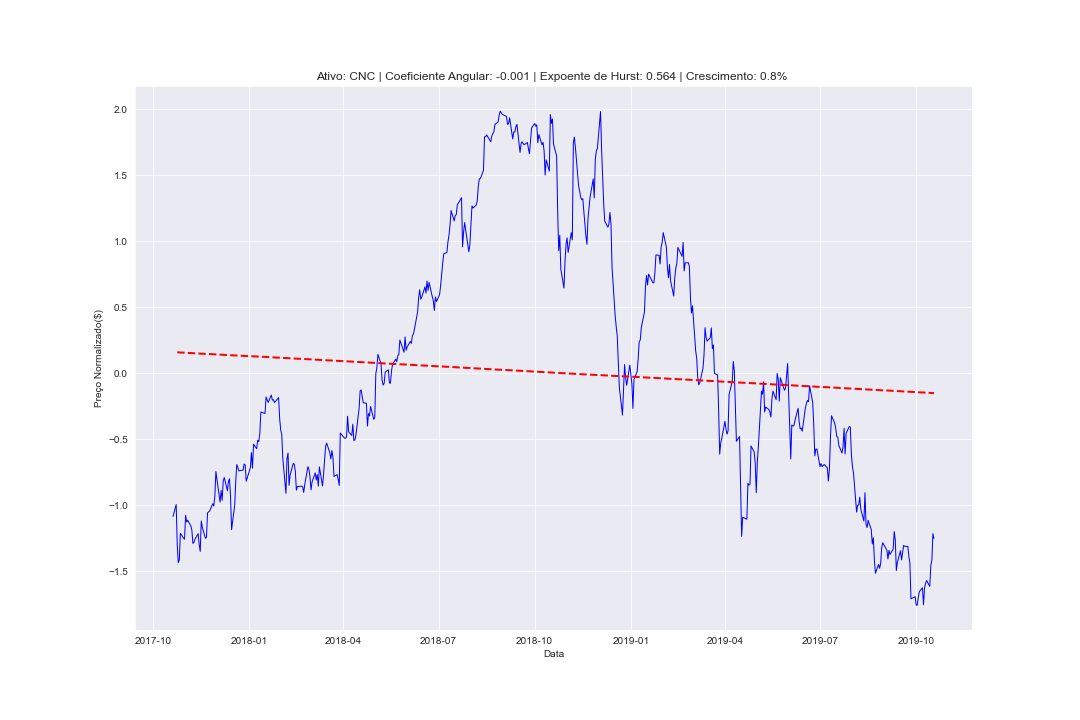 Ativo: CNC | Coeficiente Angular: -0.001 | Expoente de Hurst: 0.564 | Crescimento: 0.8%
Preço Normalizado($)
2.0
1.5
1.0
0.5
0.0
−0.5
−1.0
−1.5
2017-10 2018-01 2018-04 2018-07 2018-10 2019-01 2019-04 2019-07 2019-10
Data